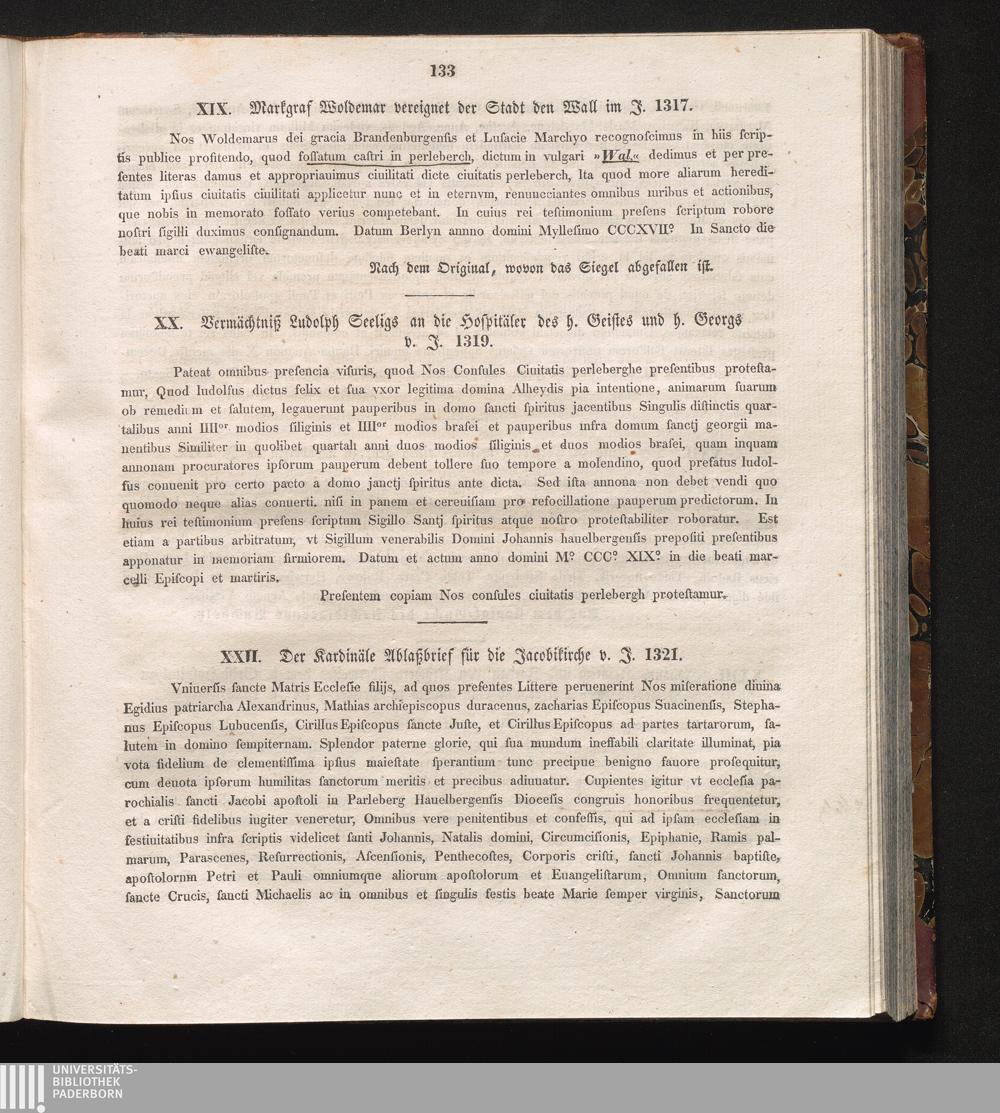 133
XIX. Markgraf Woldemar vereignet der Stadt den Wall im J. 1317.
Nos Woldemarus dei gracia Brandenburgenſis et Luſacie Marchyo recognoſcimus in hiis ſcrip-
tis publice profitendo, quod foſſatum caſtri in perleberch, dictum in vulgari »Wal.« dedimus et per pre-
ſentes literas damus et appropriauimus ciuilitati dicte ciuitatis perleberch, Ita quod more aliarum heredi-
tatum ipſius ciuitatis ciuilitati applicetur nunc et in eternvm, renuncciantes omnibus iuribus et actionibus,
que nobis in memorato foſſato verius competebant. In cuius rei teſtimonium preſens ſcriptum robore
noſtri ſigilli duximus conſignandum. Datum Berlyn annno domini Mylleſimo CCCXVIIº In Sancto die
beati marci ewangeliſte.
Nach dem Original, wovon das Siegel abgefallen iſt.
XX. Vermächtniß Ludolph Seeligs an die Hoſpitäler des h. Geiſtes und h. Georgs
v. J. 1319.
Pateat omnibus preſencia viſuris, quod Nos Conſules Ciuitatis perleberghe preſentibus proteſta-
mur, Quod ludolfus dictus felix et ſua vxor legitima domina Alheydis pia intentione, animarum ſuarum
ob remedium et ſalutem, legauerunt pauperibus in domo ſancti ſpiritus jacentibus Singulis diſtinctis quar-
talibus anni IIIIor modios ſiliginis et IIIIor modios braſei et pauperibus infra domum ſanctj georgii ma-
nentibus Similiter in quolibet quartali anni duos modios ſiliginis et duos modios braſei, quam inquam
annonam procuratores ipſorum pauperum debent tollere ſuo tempore a molendino, quod prefatus ludol-
fus conuenit pro certo pacto a domo janctj ſpiritus ante dicta. Sed iſta annona non debet vendi quo
quomodo neque alias conuerti. niſi in panem et cereuiſiam pro refocillatione pauperum predictorum. In
huius rei teſtimonium preſens ſcriptum Sigillo Santj ſpiritus atque noſtro proteſtabiliter roboratur. Est
etiam a partibus arbitratum, vt Sigillum venerabilis Domini Johannis hauelbergenſis prepoſiti preſentibus
apponatur in memoriam firmiorem. Datum et actum anno domini Mº CCCº XIXº in die beati mar-
celli Epiſcopi et martiris.
Preſentem copiam Nos conſules ciuitatis perlebergh proteſtamur.
XXII. Der Kardinäle Ablaßbrief für die Jacobikirche v. J. 1321.
Vniuerſis ſancte Matris Eccleſie filijs, ad quos preſentes Littere peruenerint Nos miſeratione diuina
Egidius patriarcha Alexandrinus, Mathias archiepiscopus duracenus, zacharias Epiſcopus Suacinenſis, Stepha-
nus Epiſcopus Lubucenſis, Cirillus Epiſcopus ſancte Juſte, et Cirillus Epiſcopus ad partes tartarorum, ſa-
lutem in domino ſempiternam. Splendor paterne glorie, qui ſua mundum ineffabili claritate illuminat, pia
vota fidelium de clementiſſima ipſius maieſtate ſperantium tunc precipue benigno fauore proſequitur,
cum deuota ipſorum humilitas ſanctorum meritis et precibus adiuuatur. Cupientes igitur vt eccleſia pa-
rochialis ſancti Jacobi apoſtoli in Parleberg Hauelbergenſis Dioceſis congruis honoribus frequentetur,
et a criſti fidelibus iugiter veneretur, Omnibus vere penitentibus et confeſſis, qui ad ipſam eccleſiam in
feſtiuitatibus infra ſcriptis videlicet ſanti Johannis, Natalis domini, Circumciſionis, Epiphanie, Ramis pal-
marum, Parascenes, Reſurrectionis, Aſcenſionis, Penthecoſtes, Corporis criſti, ſancti Johannis baptiſte,
apoſtolornm Petri et Pauli omniumque aliorum apoſtolorum et Euangeliſtarum, Omnium ſanctorum,
ſancte Crucis, ſancti Michaelis ac in omnibus et ſingulis feſtis beate Marie ſemper virginis, Sanctorum
UNIVERSITÄTS-
BIBLIOTHEK
PADERBORN